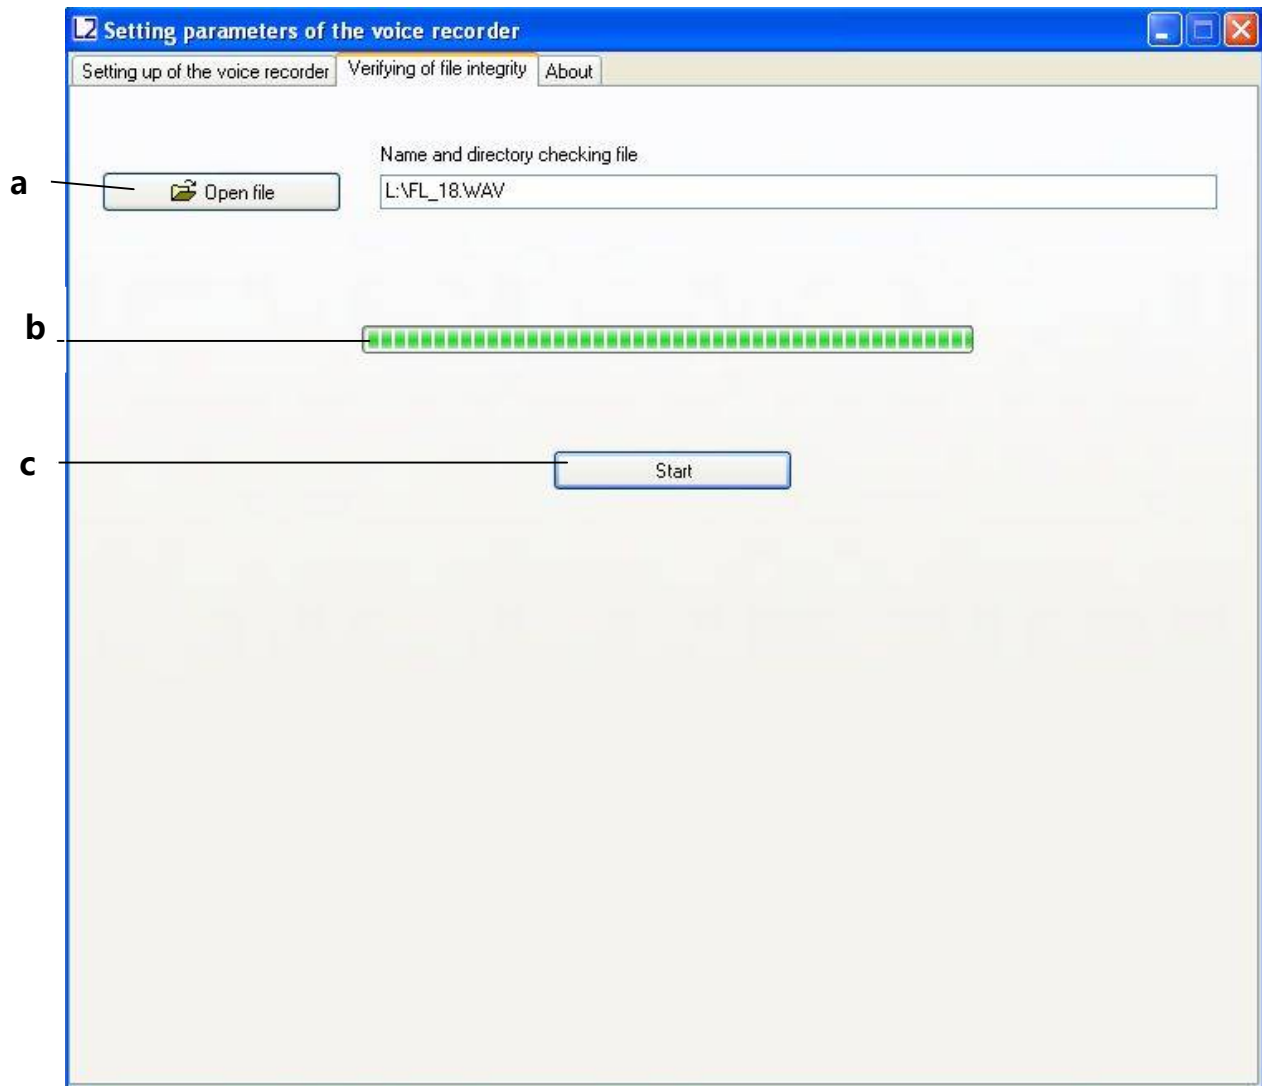 Setting parameters of the voice recorder
Setting up of the voice recorder Verifying of file integrity About
Name and directory checking file
a Open file L:\FL_18.WAV
b
c Start